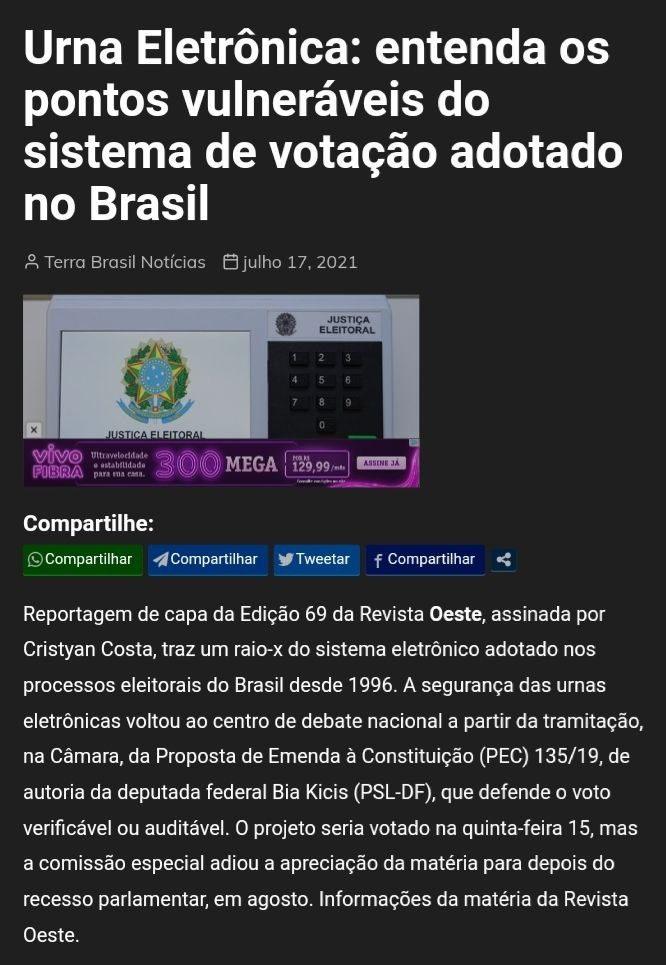 Urna Eletrônica: entenda os
pontos vulneráveis do
sistema de votação adotado
no Brasil
Terra Brasil Notícias julho 17, 2021
JUSTIÇA
ELEITORAL
1 2 3
4 5 6
7 8 9
0
JUSTIÇA ELEITORAL
vivo
FIBRA
Ultravelocidade
e estabilidade
para sua casa.
300 MEGA
POR R$
129,99/mês
ASSINE JÁ
Compartilhe:
Compartilhar Compartilhar Tweetar Compartilhar
Reportagem de capa da Edição 69 da Revista Oeste, assinada por
Cristyan Costa, traz um raio-x do sistema eletrônico adotado nos
processos eleitorais do Brasil desde 1996. A segurança das urnas
eletrônicas voltou ao centro de debate nacional a partir da tramitação,
na Câmara, da Proposta de Emenda à Constituição (PEC) 135/19, de
autoria da deputada federal Bia Kicis (PSL-DF), que defende o voto
verificável ou auditável. O projeto seria votado na quinta-feira 15, mas
a comissão especial adiou a apreciação da matéria para depois do
recesso parlamentar, em agosto. Informações da matéria da Revista
Oeste.